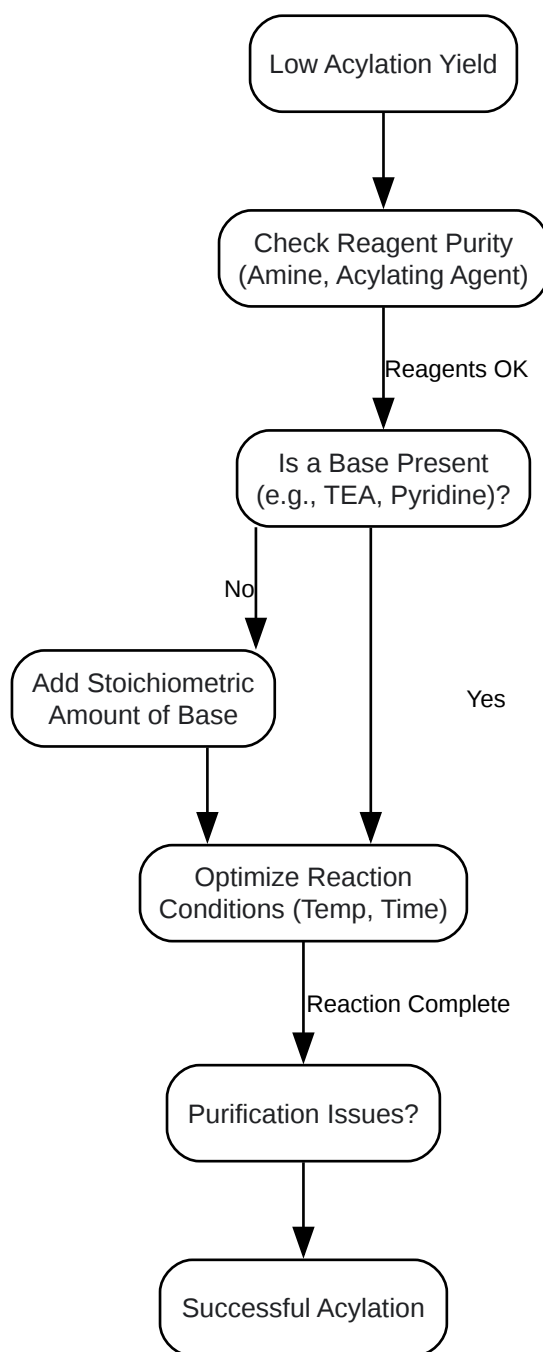 Low Acylation Yield
Check Reagent Purity
(Amine, Acylating Agent)
Reagents OK
Is a Base Present
(e.g., TEA, Pyridine)?
No
Add Stoichiometric
Amount of Base
Yes
Optimize Reaction
Conditions (Temp, Time)
Reaction Complete
Purification Issues?
Successful Acylation